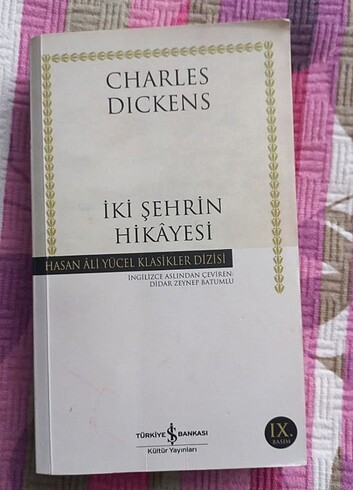 CHARLES
DICKENS
İKİ ŞEHRİN
HİKÂYESİ
HASAN ÂLİ YÜCEL KLASİKLER DİZİSİ
İNGİLİZCE ASLINDAN ÇEVİREN:
DİDAR ZEYNEP BATUMLU
TÜRKİYE İŞ BANKASI
Kültür Yayınları
IX.
BASIM